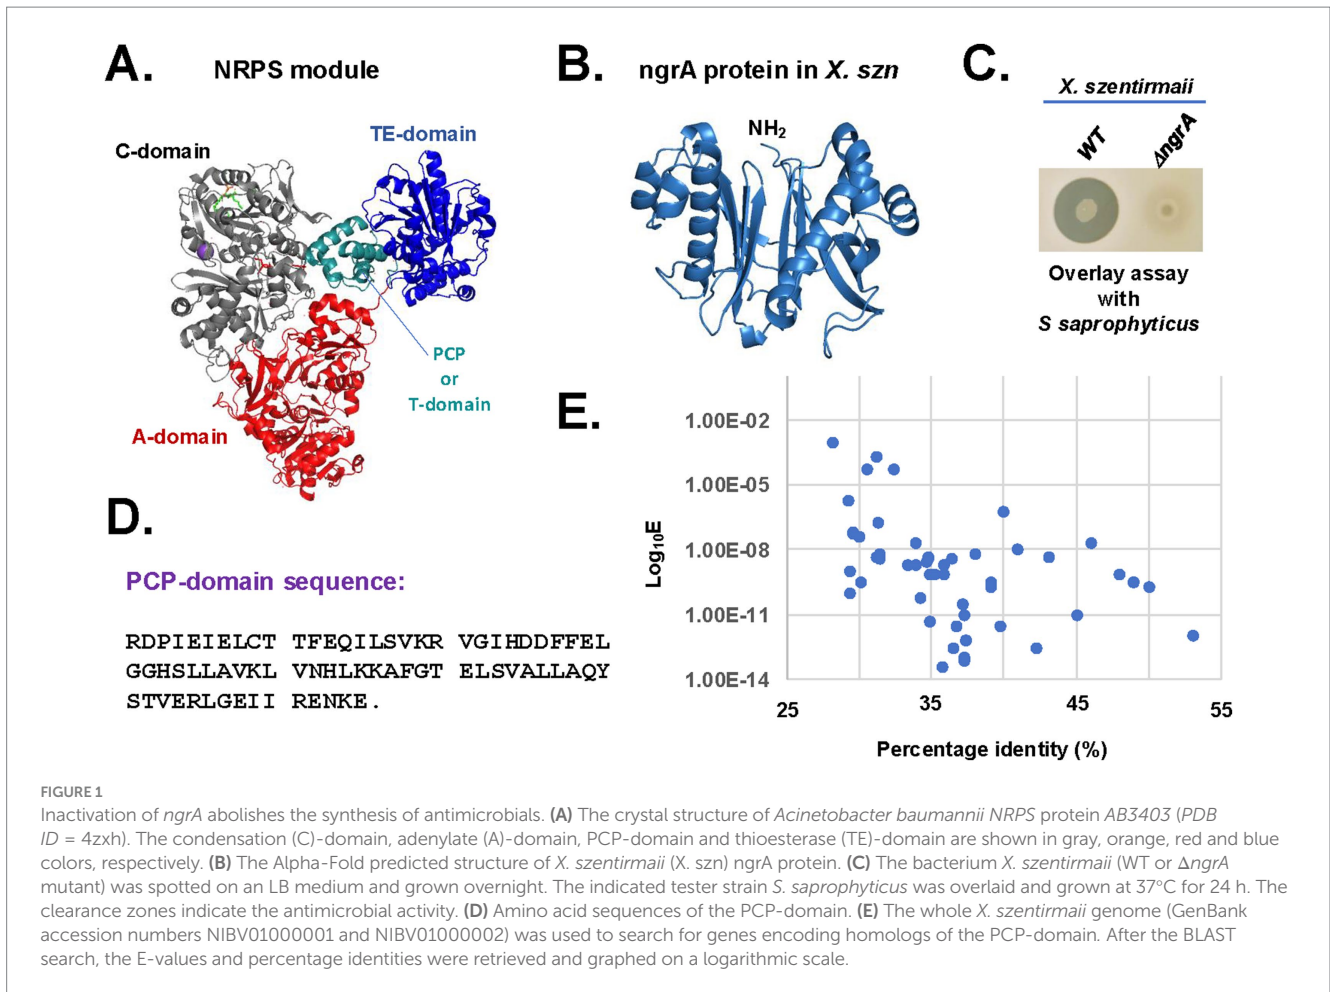 A.
NRPS module
C-domain
TE-domain
PCP
or
T-domain
A-domain
B.
ngrA protein in X. szn
NH2
C.
X. szentirmaii
WT
ΔngrA
Overlay assay
with
S saprophyticus
D.
PCP-domain sequence:
RDPIEIELCT TFEQILSVKR VGIHDDFFEL
GGHSLLAVKL VNHLKKAFGT ELSVALLAQY
STVERLGEII RENKE.
E.
1.00E-02
1.00E-05
1.00E-08
1.00E-11
1.00E-14
Log10E
25
35
45
55
Percentage identity (%)
FIGURE 1
Inactivation of ngrA abolishes the synthesis of antimicrobials. (A) The crystal structure of Acinetobacter baumannii NRPS protein AB3403 (PDB
ID = 4zxh). The condensation (C)-domain, adenylate (A)-domain, PCP-domain and thioesterase (TE)-domain are shown in gray, orange, red and blue
colors, respectively. (B) The Alpha-Fold predicted structure of X. szentirmaii (X. szn) ngrA protein. (C) The bacterium X. szentirmaii (WT or ΔngrA
mutant) was spotted on an LB medium and grown overnight. The indicated tester strain S. saprophyticus was overlaid and grown at 37°C for 24 h. The
clearance zones indicate the antimicrobial activity. (D) Amino acid sequences of the PCP-domain. (E) The whole X. szentirmaii genome (GenBank
accession numbers NIBV01000001 and NIBV01000002) was used to search for genes encoding homologs of the PCP-domain. After the BLAST
search, the E-values and percentage identities were retrieved and graphed on a logarithmic scale.